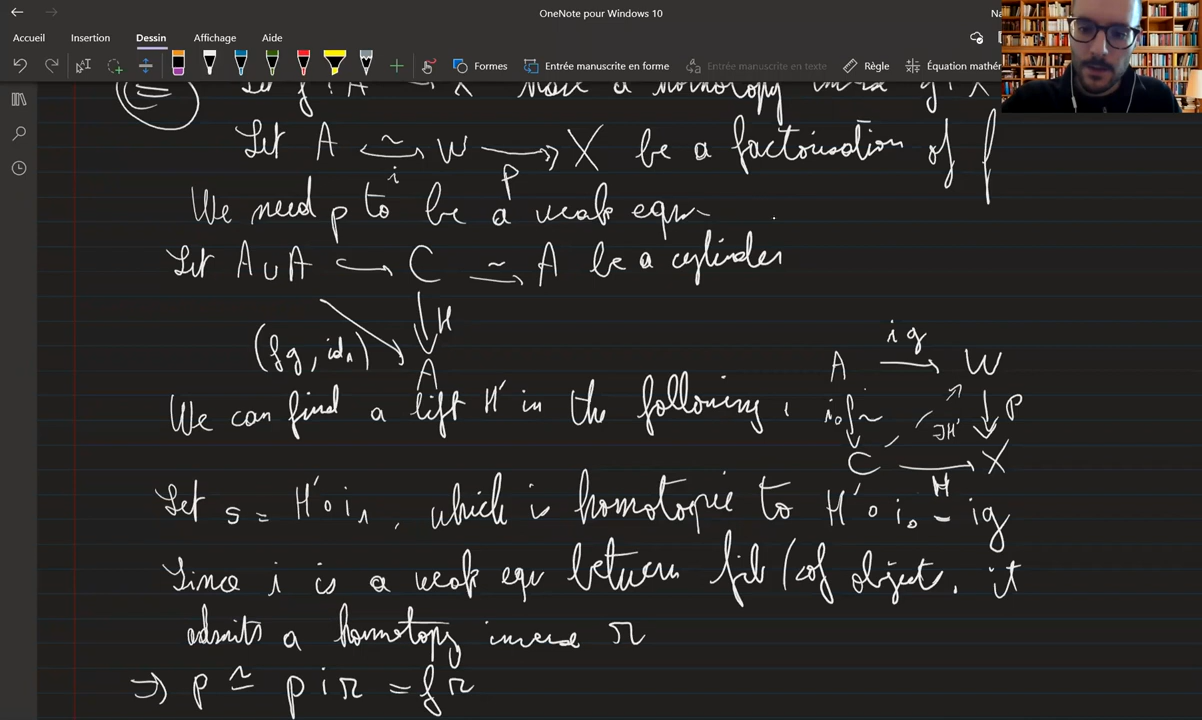 OneNote pour Windows 10
Accueil Insertion Dessin Affichage Aide
Formes Entrée manuscrite en forme Entrée manuscrite en texte Règle Équation mathé
Let f : A → X have a homotopy
Let A ↪ W ↠ X be a factorisation of f
∼ i p
We need p to be a weak equ
Let A ∪ A ↪ C →∼ A be a cylinder
(fg, id_A) ↓ H
A
A → W
i g
i₀ ∼ ∃H' p
C → X
H
We can find a lift H' in the following :
Let s = H' ∘ i₁ , which is homotopic to H' ∘ i₀ = ig
Since i is a weak equ between fib/cof object, it
admits a homotopy inverse r
⇒ p ≃ p i r = f r